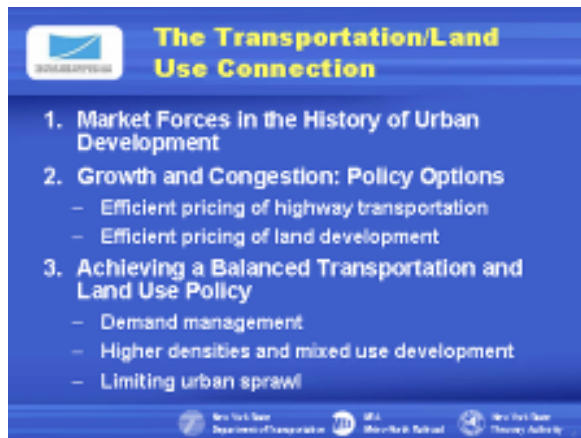 The Transportation/Land
Use Connection
1. Market Forces in the History of Urban
Development
2. Growth and Congestion: Policy Options
– Efficient pricing of highway transportation
– Efficient pricing of land development
3. Achieving a Balanced Transportation and
Land Use Policy
– Demand management
– Higher densities and mixed use development
– Limiting urban sprawl
New York State
Department of Transportation
MTA
Metro-North Railroad
New York State
Thruway Authority